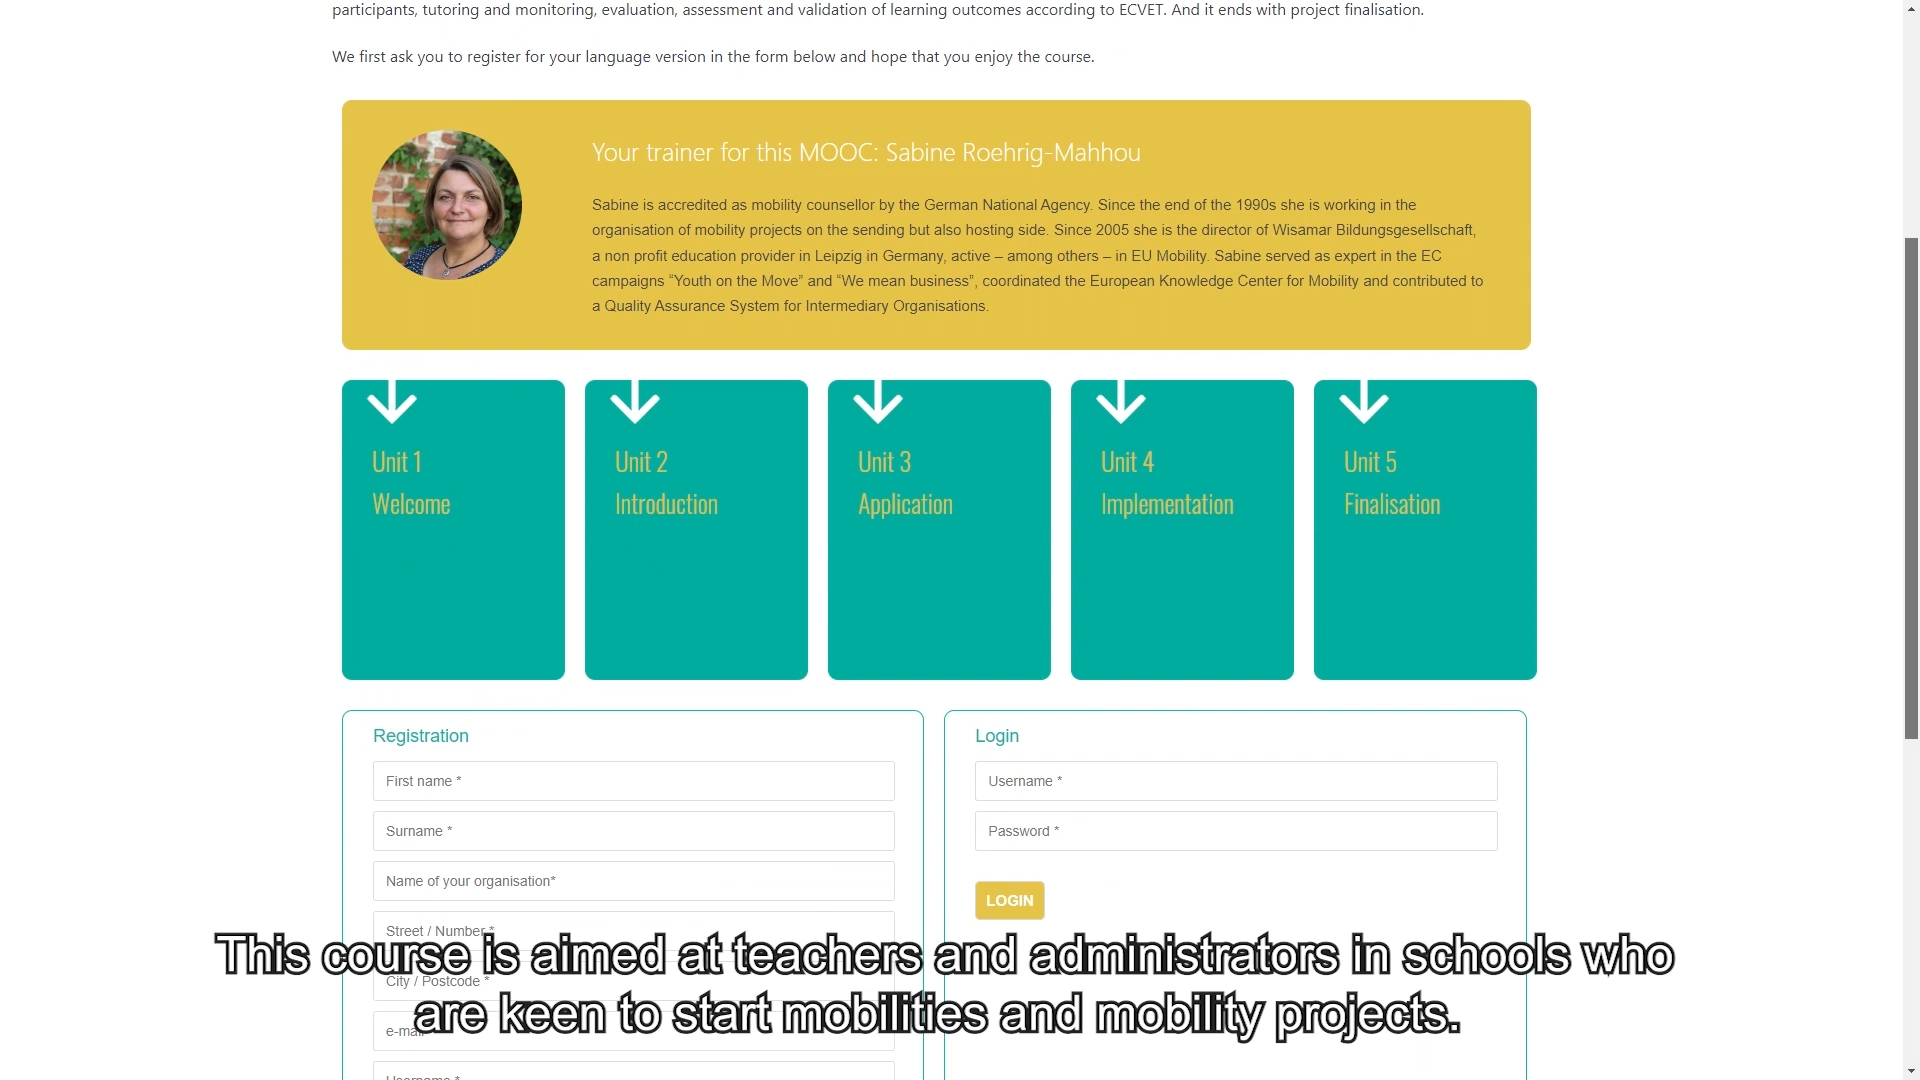 participants, tutoring and monitoring, evaluation, assessment and validation of learning outcomes according to ECVET. And it ends with project finalisation.
We first ask you to register for your language version in the form below and hope that you enjoy the course.
Your trainer for this MOOC: Sabine Roehrig-Mahhou
Sabine is accredited as mobility counsellor by the German National Agency. Since the end of the 1990s she is working in the
organisation of mobility projects on the sending but also hosting side. Since 2005 she is the director of Wisamar Bildungsgesellschaft,
a non profit education provider in Leipzig in Germany, active – among others – in EU Mobility. Sabine served as expert in the EC
campaigns “Youth on the Move” and “We mean business”, coordinated the European Knowledge Center for Mobility and contributed to
a Quality Assurance System for Intermediary Organisations.
Unit 1
Welcome
Unit 2
Introduction
Unit 3
Application
Unit 4
Implementation
Unit 5
Finalisation
Registration
First name *
Surname *
Name of your organisation*
Street / Number *
City / Postcode *
e-mail
Username *
Login
Username *
Password *
LOGIN
This course is aimed at teachers and administrators in schools who
are keen to start mobilities and mobility projects.